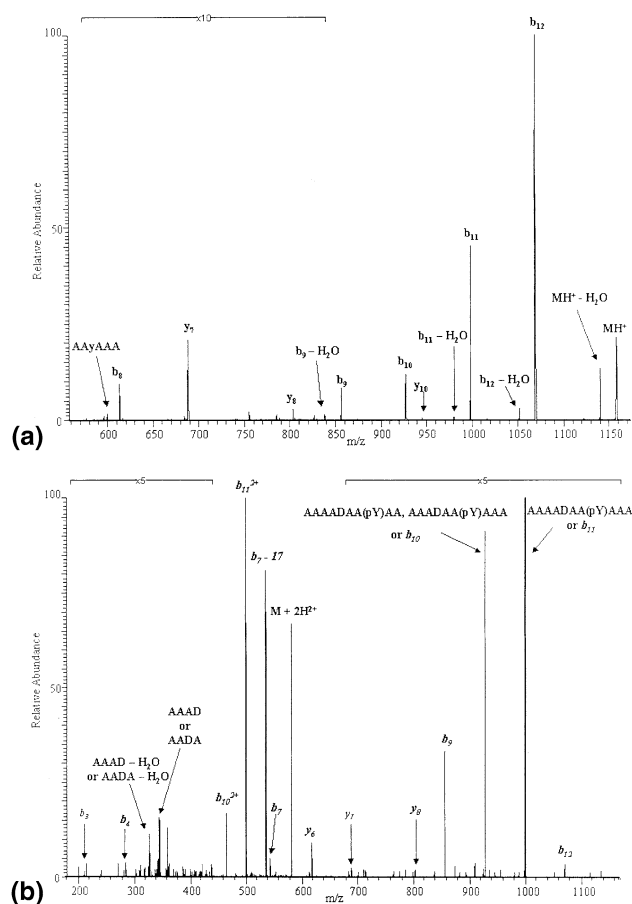 x10
b12
100
50
0
Relative Abundance
b11
y7
AAyAAA
b8
b9 – H2O
y8
b9
b10
y10
b11 – H2O
b12 – H2O
MH+ - H2O
MH+
600 650 700 750 800 850 900 950 1000 1050 1100 1150
m/z
(a)
x5
x5
b11 2+
100
50
0
Relative Abundance
b7 - 17
M + 2H2+
AAAADAA(pY)AA, AAADAA(pY)AAA
or b10
AAAADAA(pY)AAA
or b11
AAAD
or
AADA
AAAD – H2O
or AADA – H2O
b3
b4
b10 2+
b7
y6
y7
y8
b9
b12
200 300 400 500 600 700 800 900 1000 1100
m/z
(b)